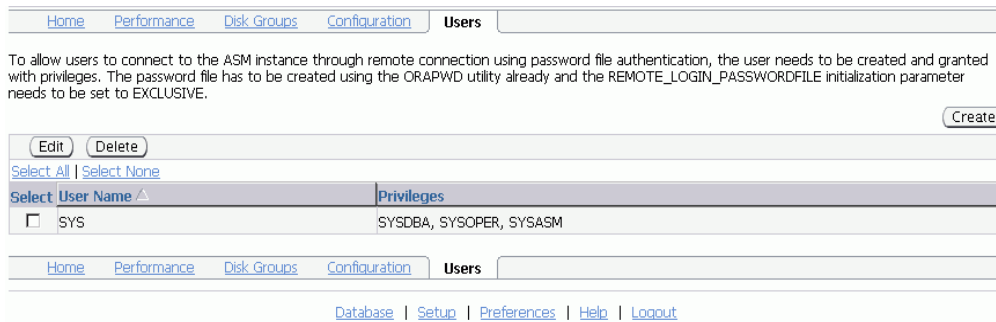 Home Performance Disk Groups Configuration Users
To allow users to connect to the ASM instance through remote connection using password file authentication, the user needs to be created and granted
with privileges. The password file has to be created using the ORAPWD utility already and the REMOTE_LOGIN_PASSWORDFILE initialization parameter
needs to be set to EXCLUSIVE.
Create
Edit Delete
Select All | Select None
Select User Name Privileges
SYS SYSDBA, SYSOPER, SYSASM
Home Performance Disk Groups Configuration Users
Database | Setup | Preferences | Help | Logout